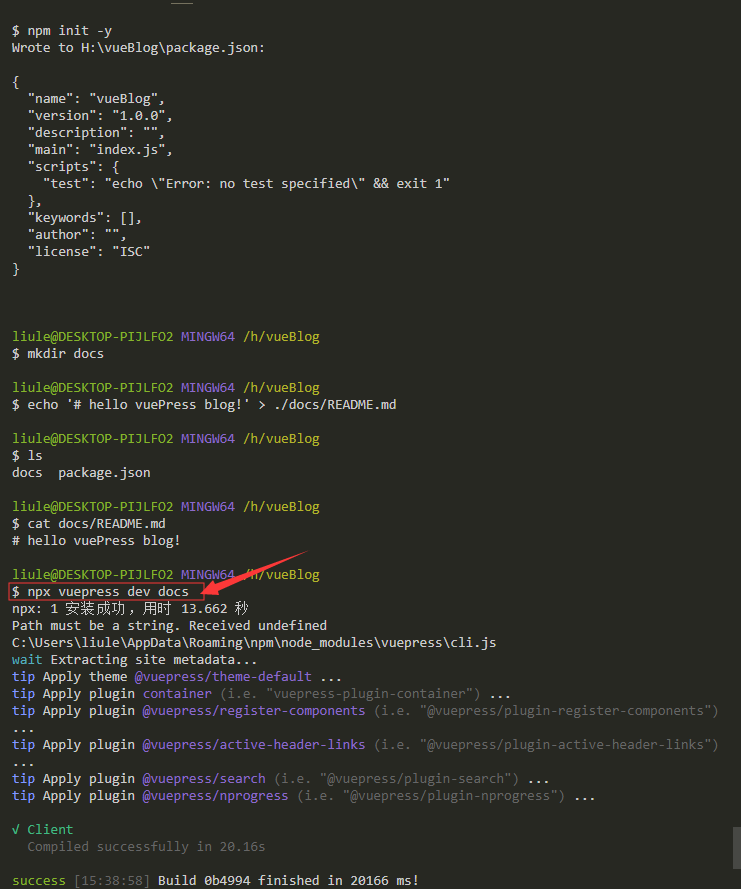 $ npm init -y
Wrote to H:\vueBlog\package.json:
{
  "name": "vueBlog",
  "version": "1.0.0",
  "description": "",
  "main": "index.js",
  "scripts": {
    "test": "echo \"Error: no test specified\" && exit 1"
  },
  "keywords": [],
  "author": "",
  "license": "ISC"
}
liule@DESKTOP-PIJLFO2 MINGW64 /h/vueBlog
$ mkdir docs
liule@DESKTOP-PIJLFO2 MINGW64 /h/vueBlog
$ echo '# hello vuePress blog!' > ./docs/README.md
liule@DESKTOP-PIJLFO2 MINGW64 /h/vueBlog
$ ls
docs  package.json
liule@DESKTOP-PIJLFO2 MINGW64 /h/vueBlog
$ cat docs/README.md
# hello vuePress blog!
liule@DESKTOP-PIJLFO2 MINGW64 /h/vueBlog
$ npx vuepress dev docs
npx: 1 安装成功，用时 13.662 秒
Path must be a string. Received undefined
C:\Users\liule\AppData\Roaming\npm\node_modules\vuepress\cli.js
wait Extracting site metadata...
tip Apply theme @vuepress/theme-default ...
tip Apply plugin container (i.e. "vuepress-plugin-container") ...
tip Apply plugin @vuepress/register-components (i.e. "@vuepress/plugin-register-components")
...
tip Apply plugin @vuepress/active-header-links (i.e. "@vuepress/plugin-active-header-links")
...
tip Apply plugin @vuepress/search (i.e. "@vuepress/plugin-search") ...
tip Apply plugin @vuepress/nprogress (i.e. "@vuepress/plugin-nprogress") ...
√ Client
  Compiled successfully in 20.16s
success [15:38:58] Build 0b4994 finished in 20166 ms!